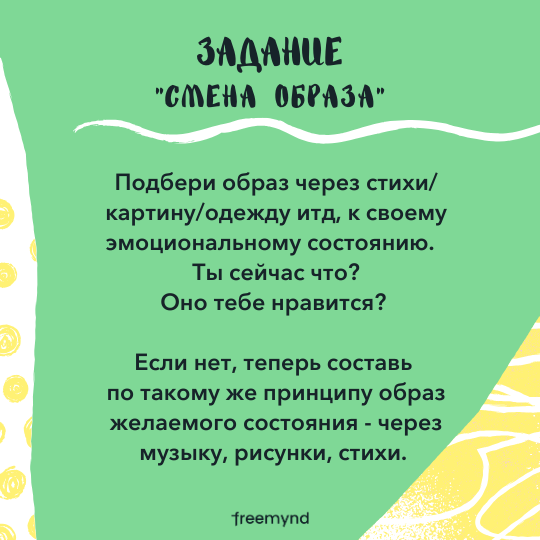 ЗАДАНИЕ
"СМЕНА ОБРАЗА"
Подбери образ через стихи/
картину/одежду итд, к своему
эмоциональному состоянию.
Ты сейчас что?
Оно тебе нравится?
Если нет, теперь составь
по такому же принципу образ
желаемого состояния - через
музыку, рисунки, стихи.
freemynd